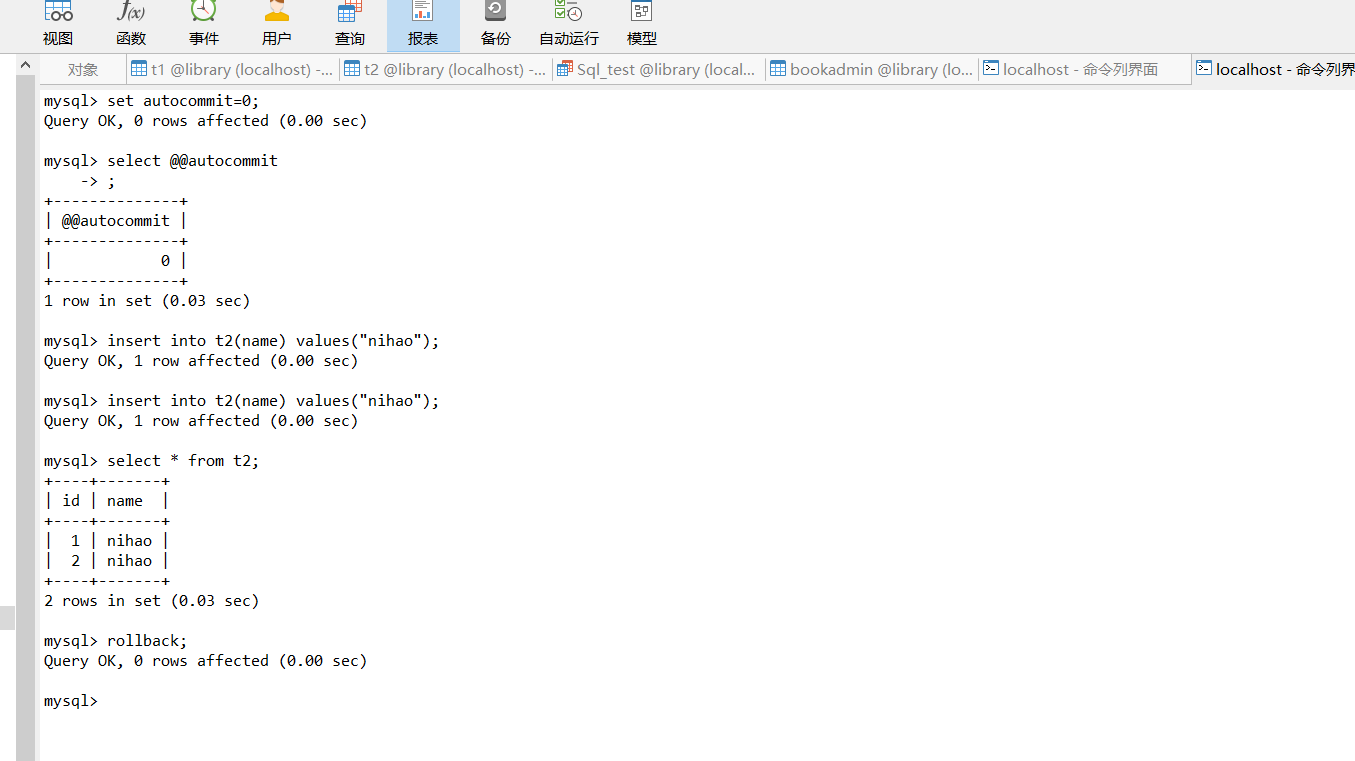 视图 函数 事件 用户 查询 报表 备份 自动运行 模型
对象 t1 @library (localhost) -... t2 @library (localhost) -... Sql_test @library (local... bookadmin @library (lo... localhost - 命令列界面 localhost - 命令列界
mysql> set autocommit=0;
Query OK, 0 rows affected (0.00 sec)
mysql> select @@autocommit
    -> ;
+--------------+
| @@autocommit |
+--------------+
|            0 |
+--------------+
1 row in set (0.03 sec)
mysql> insert into t2(name) values("nihao");
Query OK, 1 row affected (0.00 sec)
mysql> insert into t2(name) values("nihao");
Query OK, 1 row affected (0.00 sec)
mysql> select * from t2;
+----+-------+
| id | name  |
+----+-------+
|  1 | nihao |
|  2 | nihao |
+----+-------+
2 rows in set (0.03 sec)
mysql> rollback;
Query OK, 0 rows affected (0.00 sec)
mysql>